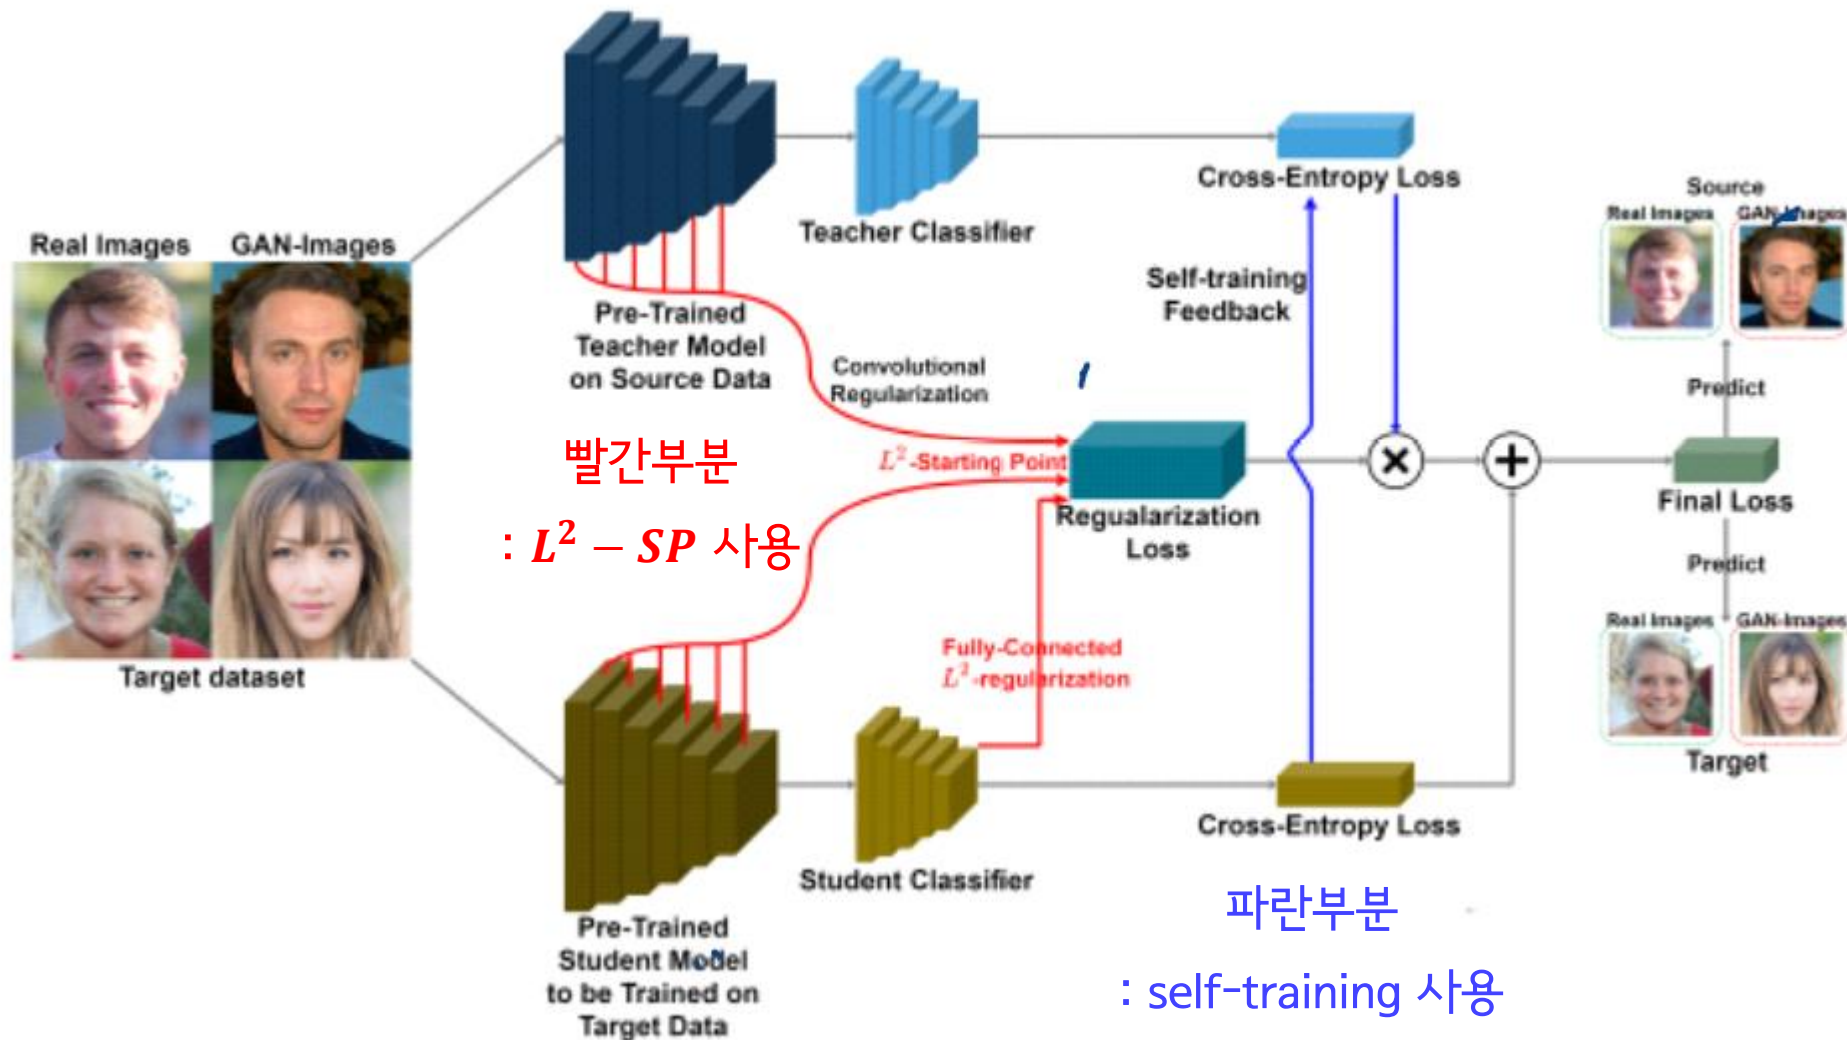 Real Images
GAN-Images
Target dataset
Pre-Trained
Teacher Model
on Source Data
Teacher Classifier
Cross-Entropy Loss
Self-training
Feedback
Convolutional
Regularization
빨간부분
: L² – SP 사용
L²-Starting Point
Regualarization
Loss
Fully-Connected
L²-regularization
Pre-Trained
Student Model
to be Trained on
Target Data
Student Classifier
Cross-Entropy Loss
파란부분
: self-training 사용
×
+
Final Loss
Source
Real Images
GAN-Images
Predict
Predict
Real Images
GAN-Images
Target